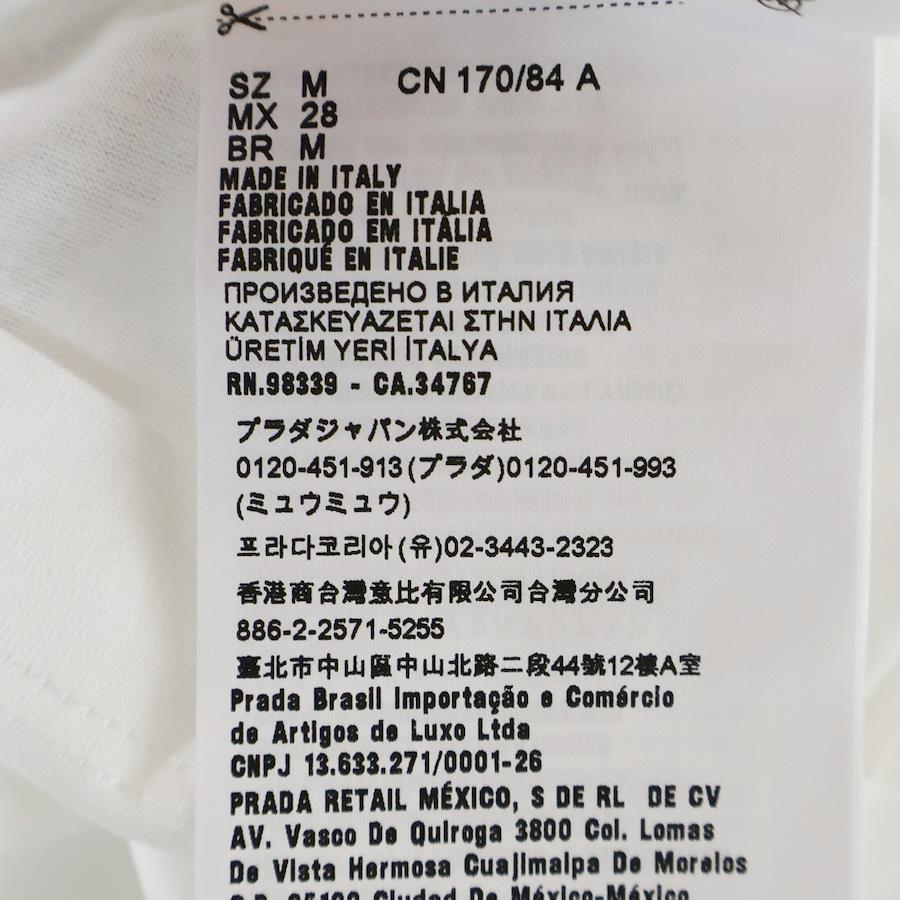 SZ M CN 170/84 A
MX 28
BR M
MADE IN ITALY
FABRICADO EN ITALIA
FABRICADO EM ITÁLIA
FABRIQUÉ EN ITALIE
ПРОИЗВЕДЕНО В ИТАЛИЯ
ΚΑΤΑΣΚΕΥΑΖΕΤΑΙ ΣΤΗΝ ΙΤΑΛΙΑ
ÜRETİM YERİ İTALYA
RN.98339 - CA.34767
プラダジャパン株式会社
0120-451-913(プラダ)0120-451-993
(ミュウミュウ)
프라다코리아(유)02-3443-2323
香港商台灣意比有限公司台灣分公司
886-2-2571-5255
臺北市中山區中山北路二段44號12樓A室
Prada Brasil Importação e Comércio
de Artigos de Luxo Ltda
CNPJ 13.633.271/0001-26
PRADA RETAIL MÉXICO, S DE RL DE CV
AV. Vasco De Quiroga 3800 Col. Lomas
De Vista Hermosa Cuajimalpa De Morelos
Ciudad De México-México